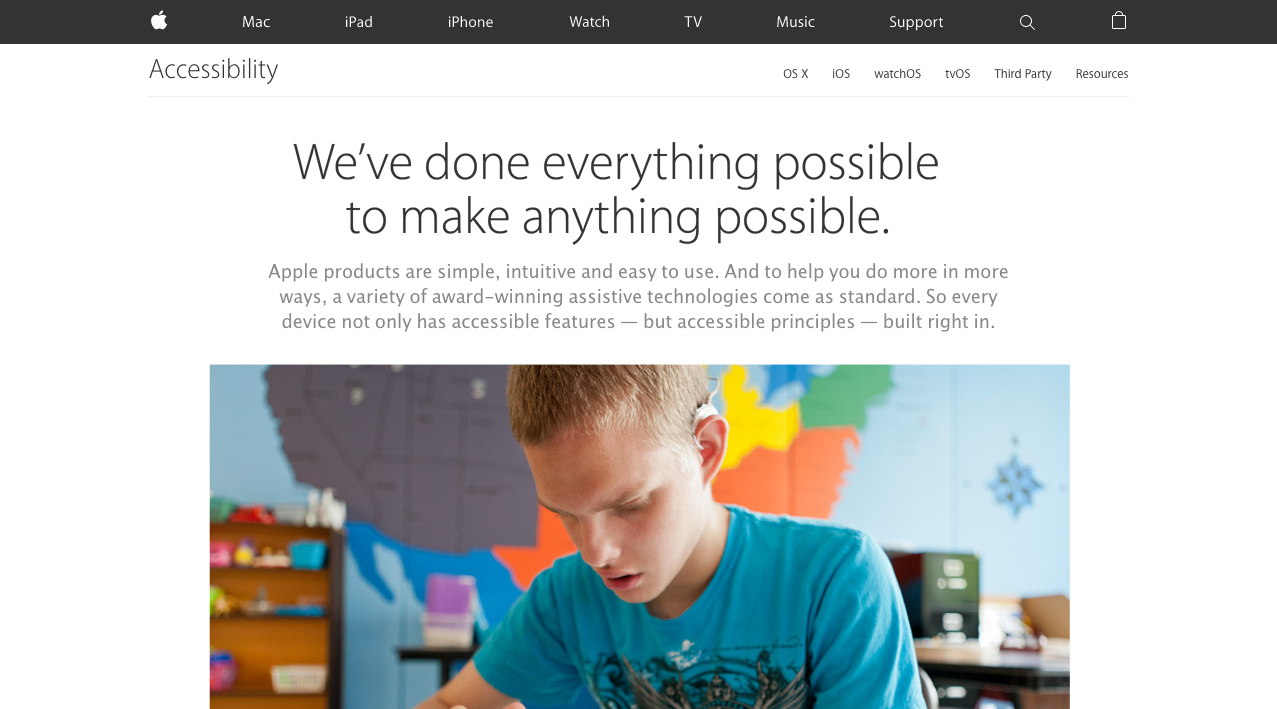 Mac iPad iPhone Watch TV Music Support
Accessibility
OS X iOS watchOS tvOS Third Party Resources
We’ve done everything possible
to make anything possible.
Apple products are simple, intuitive and easy to use. And to help you do more in more
ways, a variety of award-winning assistive technologies come as standard. So every
device not only has accessible features — but accessible principles — built right in.